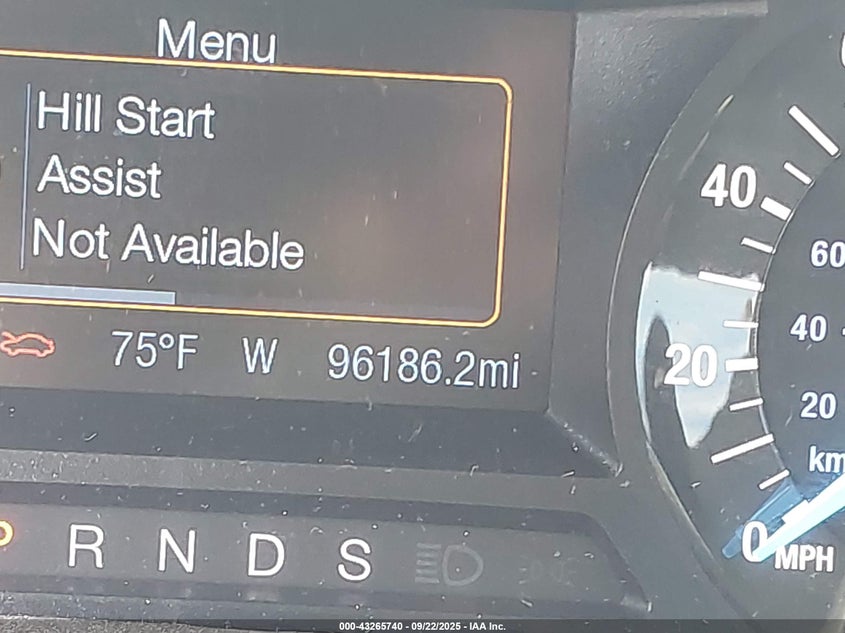 Menu
Hill Start
Assist
Not Available
75°F W 96186.2mi
R N D S
40
20
0 MPH
60
40
20
000-43265740 - 09/22/2025 - IAA Inc.